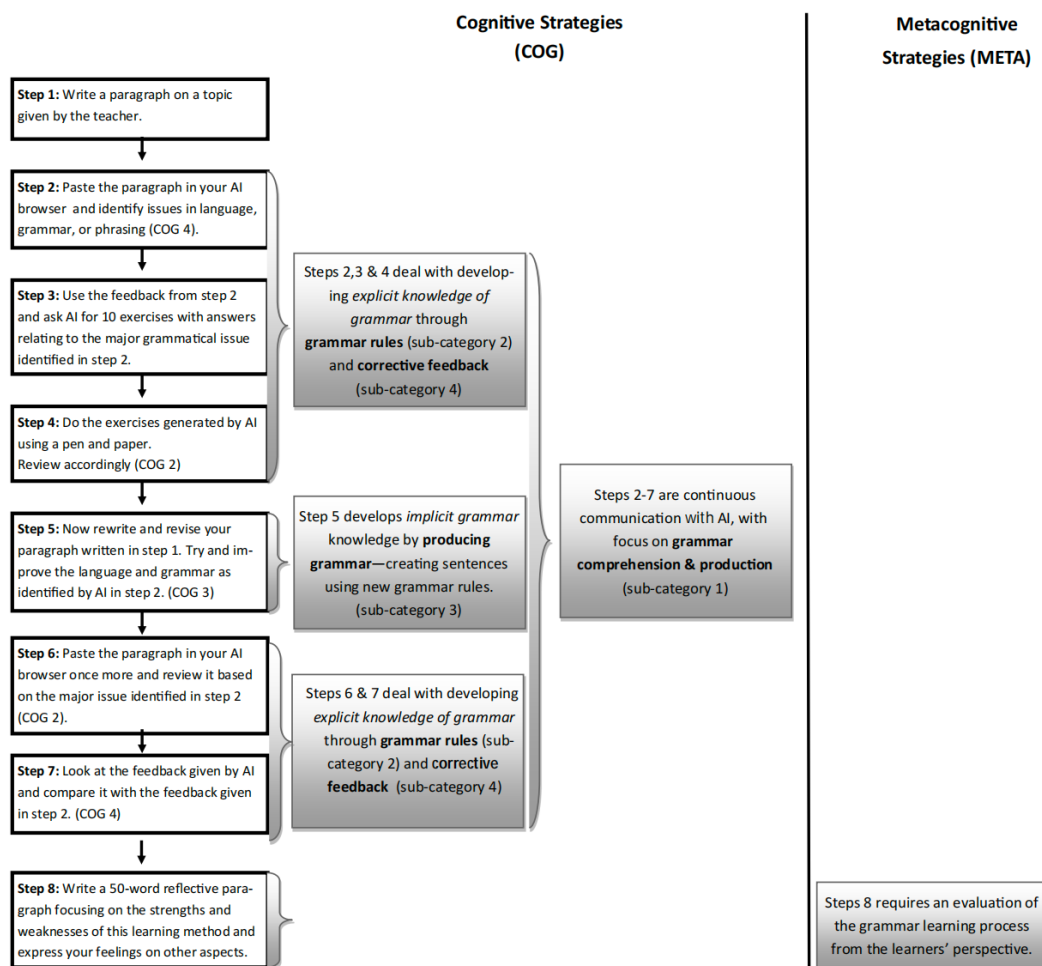 Cognitive Strategies
(COG)
Metacognitive
Strategies (META)
Step 1: Write a paragraph on a topic
given by the teacher.
Step 2: Paste the paragraph in your AI
browser and identify issues in language,
grammar, or phrasing (COG 4).
Step 3: Use the feedback from step 2
and ask AI for 10 exercises with answers
relating to the major grammatical issue
identified in step 2.
Step 4: Do the exercises generated by AI
using a pen and paper.
Review accordingly (COG 2)
Steps 2,3 & 4 deal with develop-
ing explicit knowledge of
grammar through
grammar rules (sub-category 2)
and corrective feedback
(sub-category 4)
Step 5: Now rewrite and revise your
paragraph written in step 1. Try and im-
prove the language and grammar as
identified by AI in step 2. (COG 3)
Step 5 develops implicit grammar
knowledge by producing
grammar—creating sentences
using new grammar rules.
(sub-category 3)
Steps 2-7 are continuous
communication with AI, with
focus on grammar
comprehension & production
(sub-category 1)
Step 6: Paste the paragraph in your AI
browser once more and review it based
on the major issue identified in step 2
(COG 2).
Step 7: Look at the feedback given by AI
and compare it with the feedback given
in step 2. (COG 4)
Steps 6 & 7 deal with developing
explicit knowledge of grammar
through grammar rules (sub-
category 2) and corrective
feedback (sub-category 4)
Step 8: Write a 50-word reflective para-
graph focusing on the strengths and
weaknesses of this learning method and
express your feelings on other aspects.
Steps 8 requires an evaluation of
the grammar learning process
from the learners’ perspective.